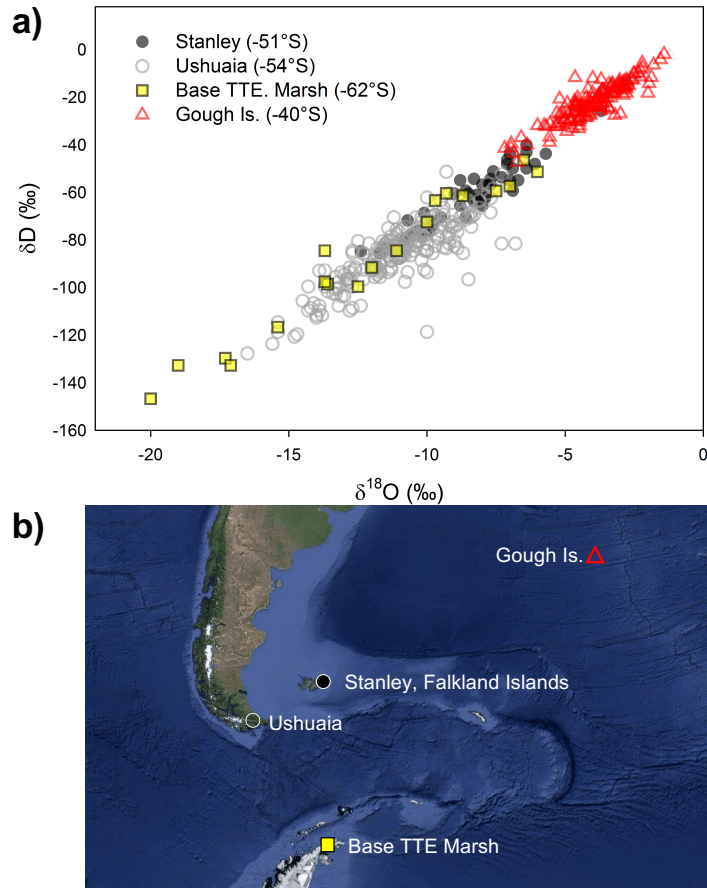 a)
Stanley (-51°S)
Ushuaia (-54°S)
Base TTE. Marsh (-62°S)
Gough Is. (-40°S)
0
-20
-40
-60
-80
-100
-120
-140
-160
δD (‰)
-20
-15
-10
-5
0
δ18O (‰)
b)
Gough Is.
Stanley, Falkland Islands
Ushuaia
Base TTE Marsh